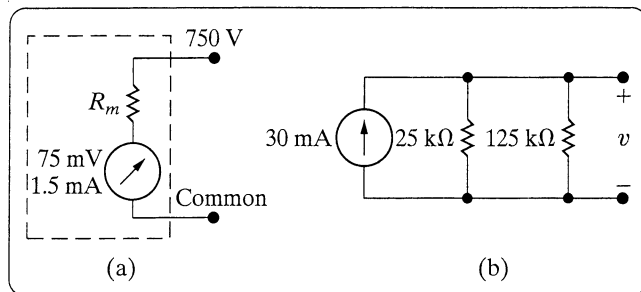 750 V
R_m
75 mV
1.5 mA
Common
(a)
30 mA
25 kΩ
125 kΩ
+
v
−
(b)